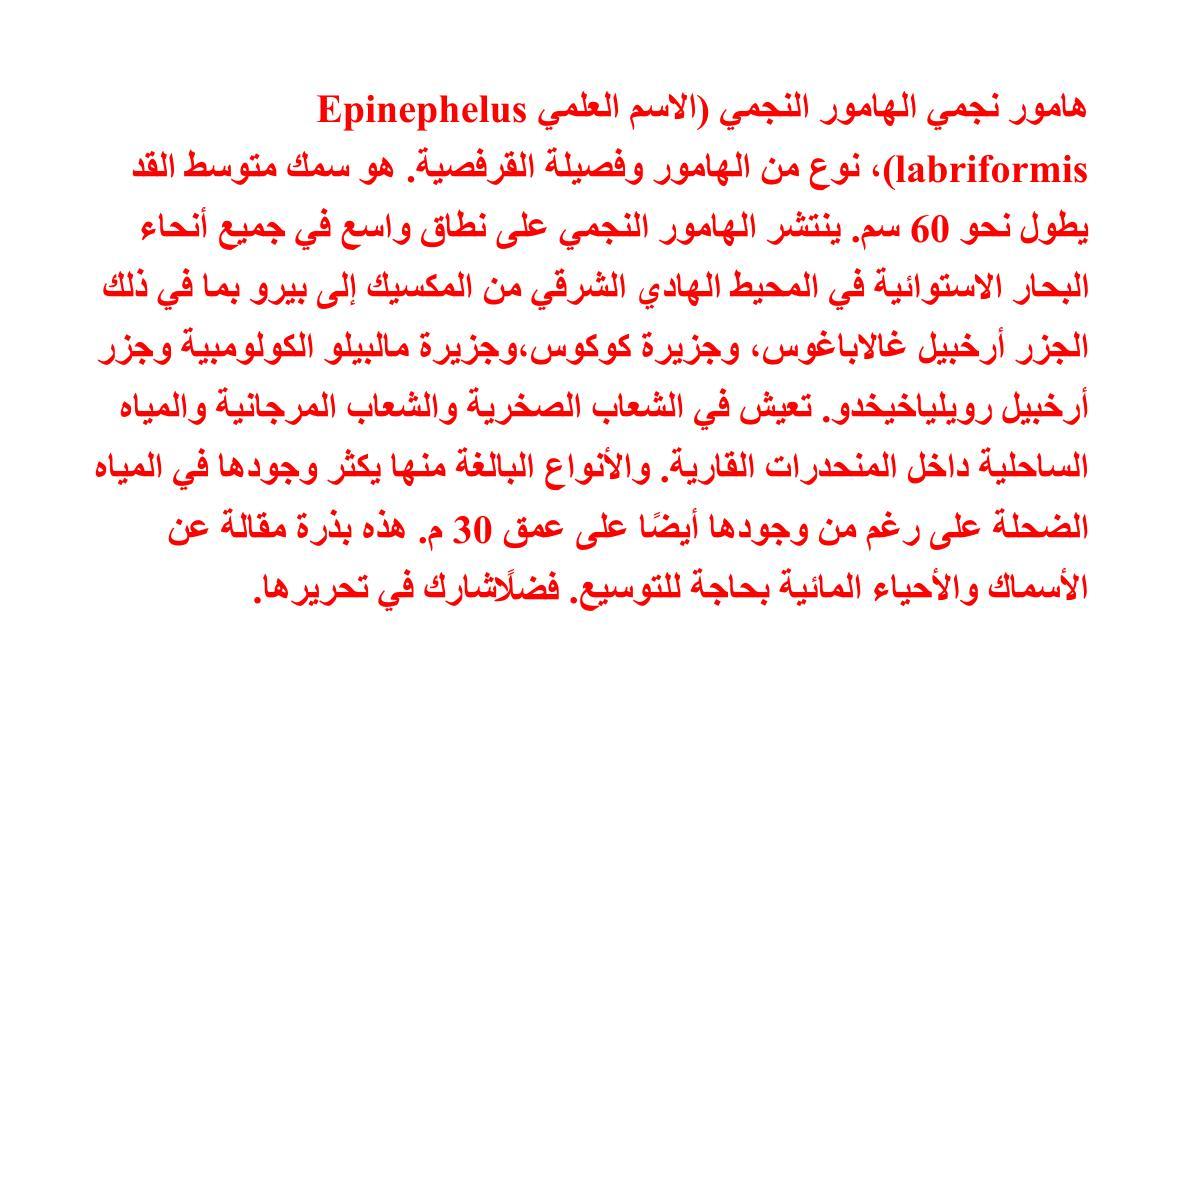 هامور نجمي الهامور النجمي (الاسم العلمي Epinephelus
labriformis)، نوع من الهامور وفصيلة القرفصية. هو سمك متوسط القد
يطول نحو 60 سم. ينتشر الهامور النجمي على نطاق واسع في جميع أنحاء
البحار الاستوائية في المحيط الهادي الشرقي من المكسيك إلى بيرو بما في ذلك
الجزر أرخبيل غالاباغوس، وجزيرة كوكوس،وجزيرة مالبيلو الكولومبية وجزر
أرخبيل رويلياخيخدو. تعيش في الشعاب الصخرية والشعاب المرجانية والمياه
الساحلية داخل المنحدرات القارية. والأنواع البالغة منها يكثر وجودها في المياه
الضحلة على رغم من وجودها أيضًا على عمق 30 م. هذه بذرة مقالة عن
الأسماك والأحياء المائية بحاجة للتوسيع. فضلًاشارك في تحريرها.